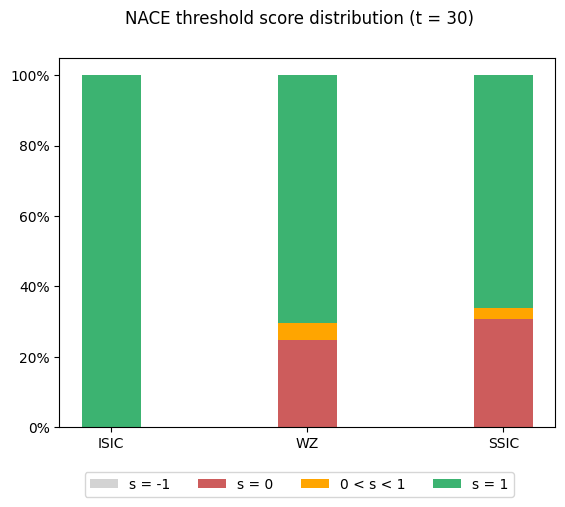 NACE threshold score distribution (t = 30)
100%
80%
60%
40%
20%
0%
ISIC WZ SSIC
s = -1 s = 0 0 < s < 1 s = 1